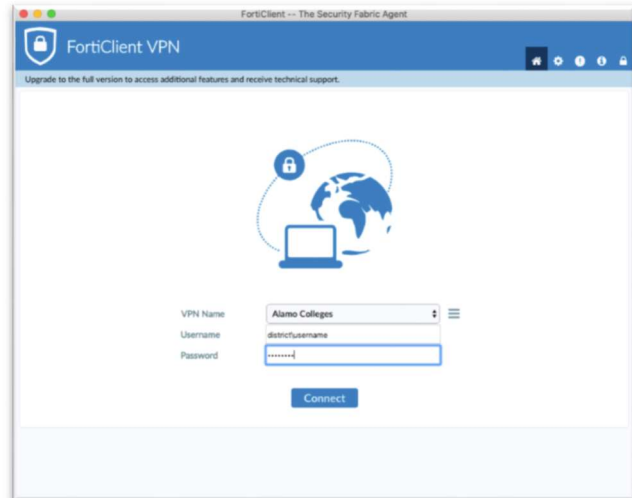 FortiClient -- The Security Fabric Agent
FortiClient VPN
Upgrade to the full version to access additional features and receive technical support.
VPN Name
Alamo Colleges
Username
district\username
Password
••••••••
Connect